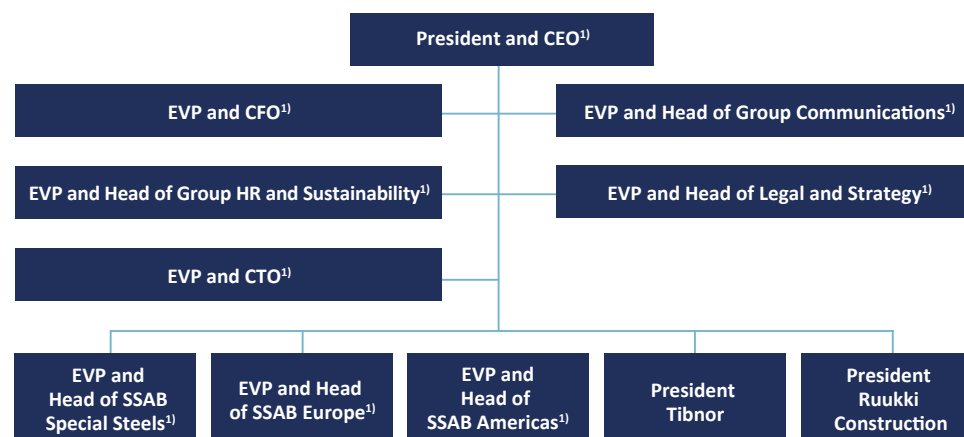 President and CEO1)
EVP and CFO1)
EVP and Head of Group Communications1)
EVP and Head of Group HR and Sustainability1)
EVP and Head of Legal and Strategy1)
EVP and CTO1)
EVP and
Head of SSAB
Special Steels1)
EVP and Head
of SSAB Europe1)
EVP and
Head of
SSAB Americas1)
President
Tibnor
President
Ruukki
Construction